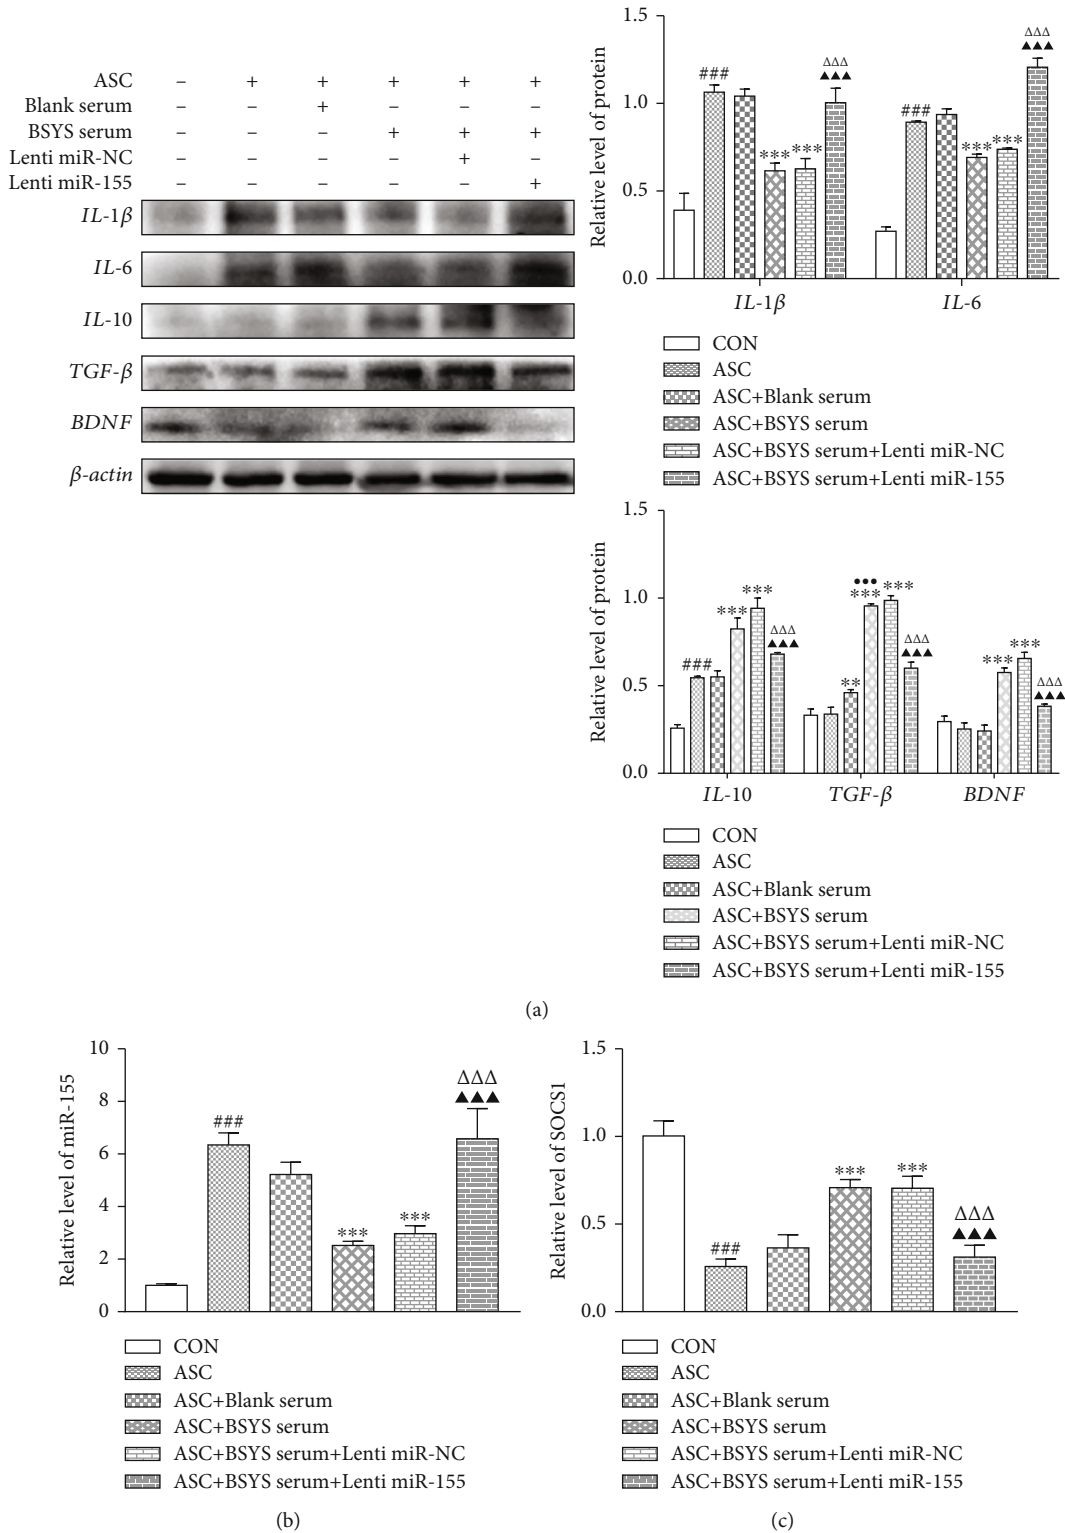 ASC – + + + + +
Blank serum – – + – – –
BSYS serum – – – + + +
Lenti miR-NC – – – – + –
Lenti miR-155 – – – – – +
IL-1β
IL-6
IL-10
TGF-β
BDNF
β-actin
Relative level of protein
1.5
1.0
0.5
0.0
###
***
***
ΔΔΔ
▲▲▲
###
***
***
ΔΔΔ
▲▲▲
IL-1β IL-6
CON
ASC
ASC+Blank serum
ASC+BSYS serum
ASC+BSYS serum+Lenti miR-NC
ASC+BSYS serum+Lenti miR-155
Relative level of protein
1.5
1.0
0.5
0.0
###
***
***
ΔΔΔ
▲▲▲
**
•••
***
***
ΔΔΔ
▲▲▲
***
***
ΔΔΔ
▲▲▲
IL-10 TGF-β BDNF
CON
ASC
ASC+Blank serum
ASC+BSYS serum
ASC+BSYS serum+Lenti miR-NC
ASC+BSYS serum+Lenti miR-155
(a)
Relative level of miR-155
10
8
6
4
2
0
###
***
***
ΔΔΔ
▲▲▲
CON
ASC
ASC+Blank serum
ASC+BSYS serum
ASC+BSYS serum+Lenti miR-NC
ASC+BSYS serum+Lenti miR-155
(b)
Relative level of SOCS1
1.5
1.0
0.5
0.0
###
***
***
ΔΔΔ
▲▲▲
CON
ASC
ASC+Blank serum
ASC+BSYS serum
ASC+BSYS serum+Lenti miR-NC
ASC+BSYS serum+Lenti miR-155
(c)